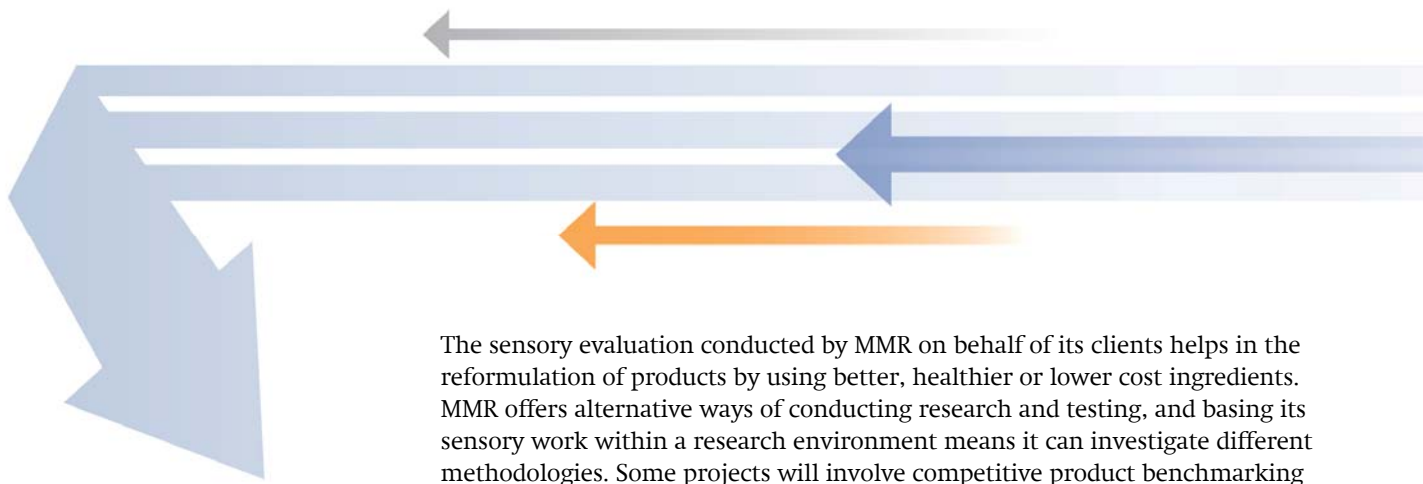 The sensory evaluation conducted by MMR on behalf of its clients helps in the
reformulation of products by using better, healthier or lower cost ingredients.
MMR offers alternative ways of conducting research and testing, and basing its
sensory work within a research environment means it can investigate different
methodologies. Some projects will involve competitive product benchmarking